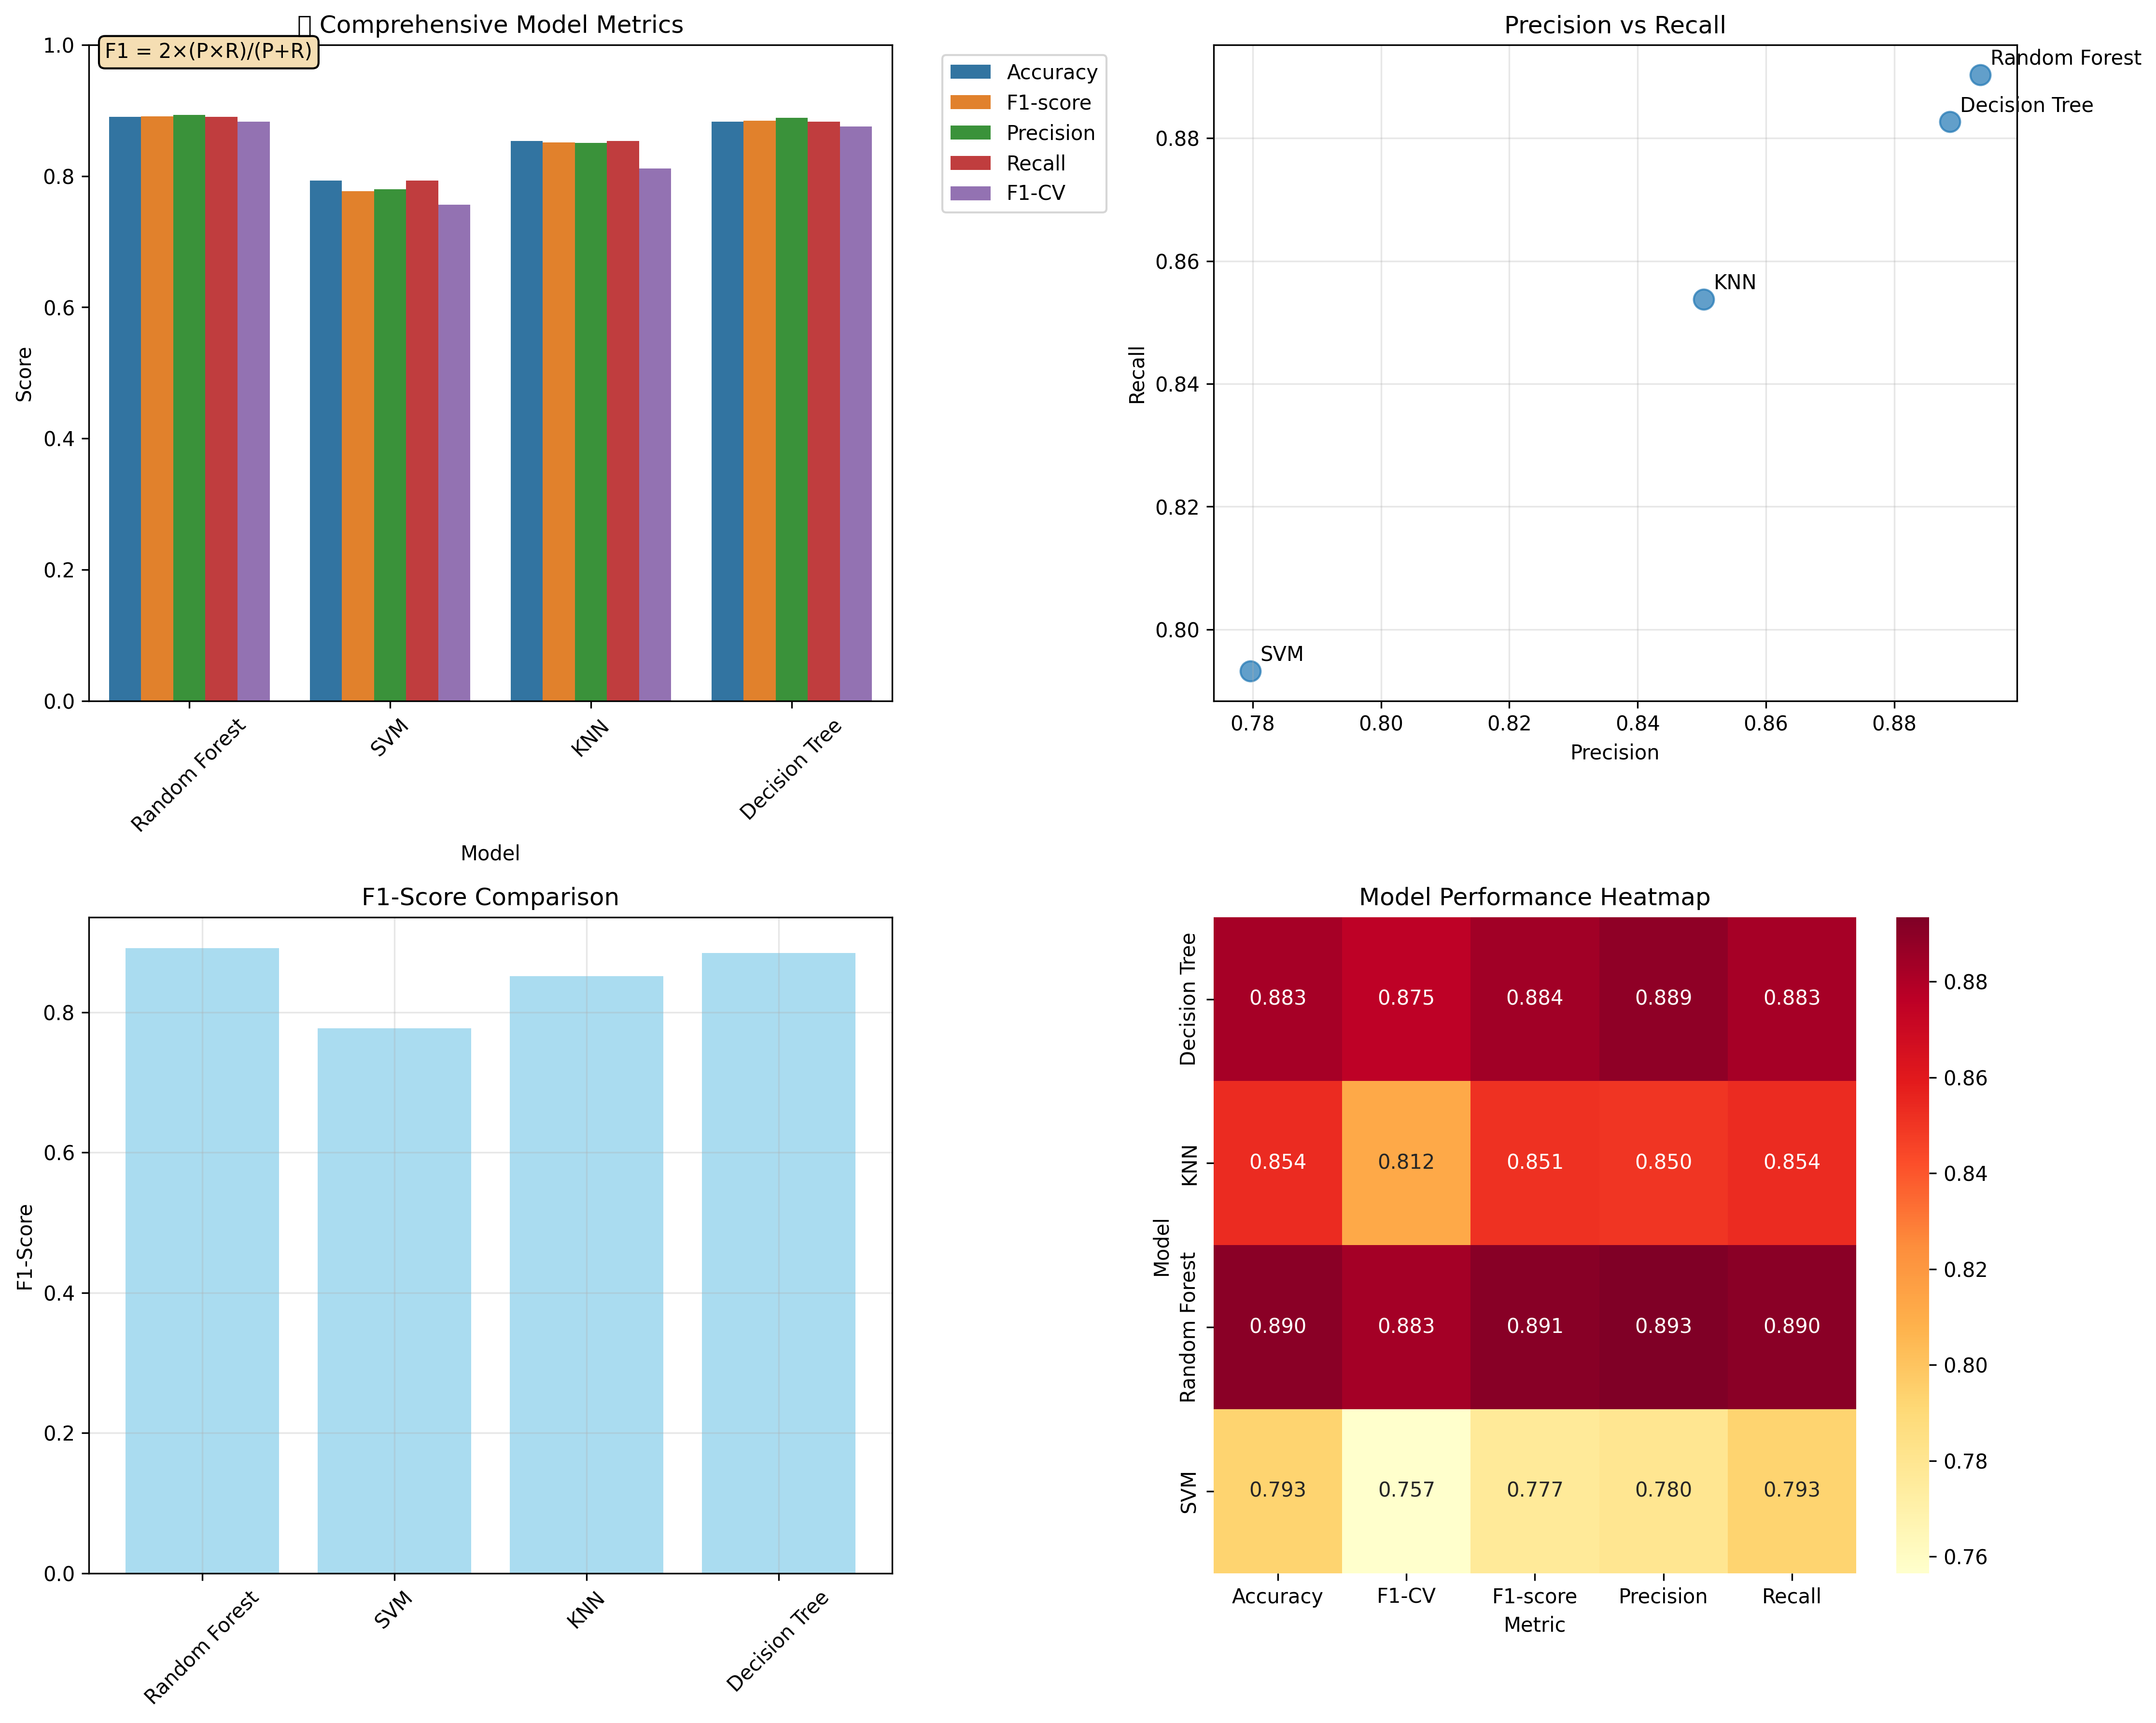 ▯ Comprehensive Model Metrics
F1 = 2×(P×R)/(P+R)
1.0
0.8
0.6
0.4
0.2
0.0
Score
Random Forest
SVM
KNN
Decision Tree
Model
Accuracy
F1-score
Precision
Recall
F1-CV
Precision vs Recall
Random Forest
Decision Tree
KNN
SVM
0.88
0.86
0.84
0.82
0.80
Recall
0.78 0.80 0.82 0.84 0.86 0.88
Precision
F1-Score Comparison
0.8
0.6
0.4
0.2
0.0
F1-Score
Random Forest
SVM
KNN
Decision Tree
Model Performance Heatmap
Model
Decision Tree
0.883 0.875 0.884 0.889 0.883
KNN
0.854 0.812 0.851 0.850 0.854
Random Forest
0.890 0.883 0.891 0.893 0.890
SVM
0.793 0.757 0.777 0.780 0.793
Accuracy F1-CV F1-score Precision Recall
Metric
0.88
0.86
0.84
0.82
0.80
0.78
0.76